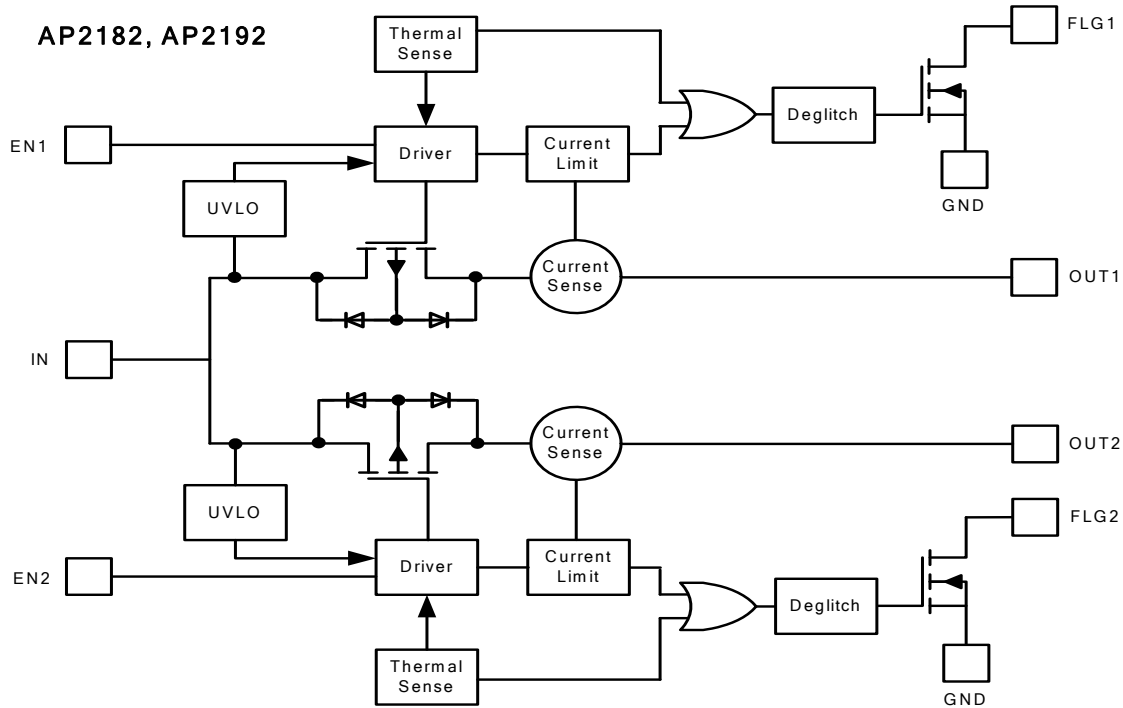 AP2182, AP2192
Thermal
Sense
FLG1
EN1
Driver
Current
Limit
Deglitch
UVLO
GND
Current
Sense
OUT1
IN
Current
Sense
OUT2
UVLO
FLG2
EN2
Driver
Current
Limit
Deglitch
Thermal
Sense
GND